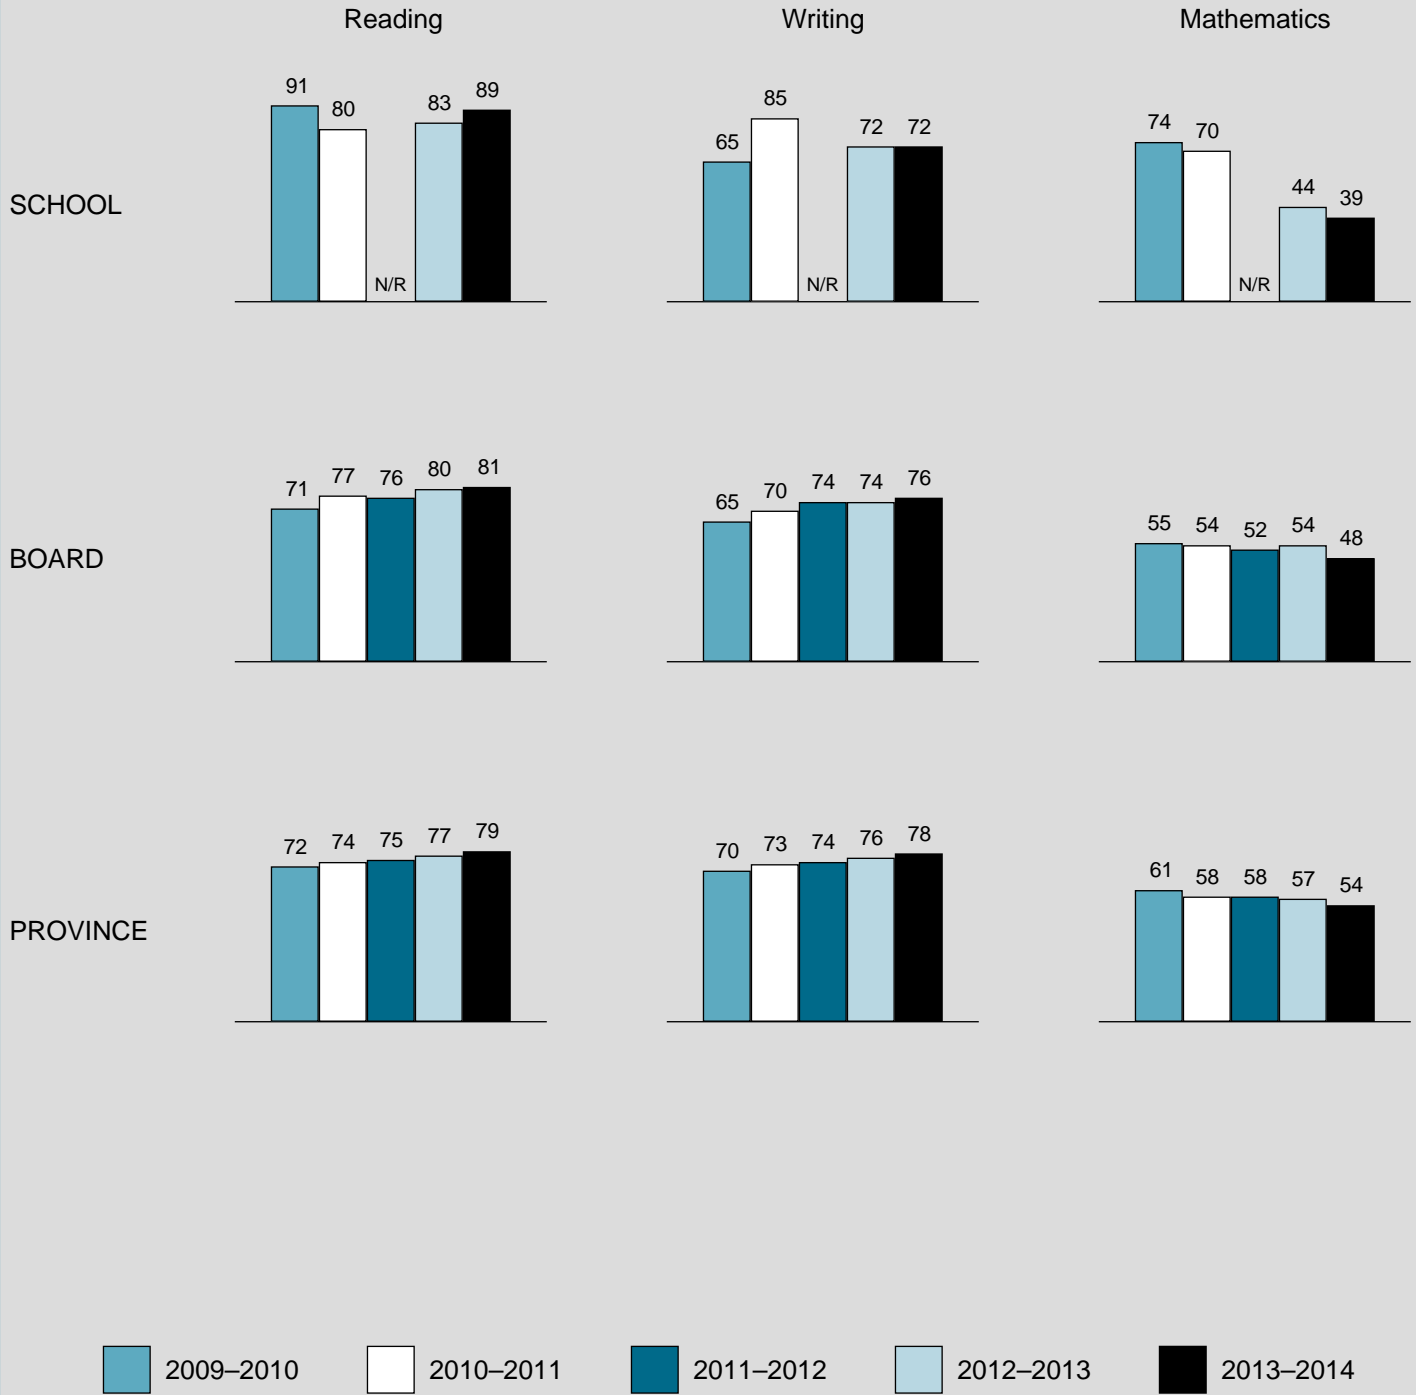 Reading Writing Mathematics
91 80 N/R 83 89
65 85 N/R 72 72
74 70 N/R 44 39
SCHOOL
71 77 76 80 81
65 70 74 74 76
55 54 52 54 48
BOARD
72 74 75 77 79
70 73 74 76 78
61 58 58 57 54
PROVINCE
2009–2010 2010–2011 2011–2012 2012–2013 2013–2014